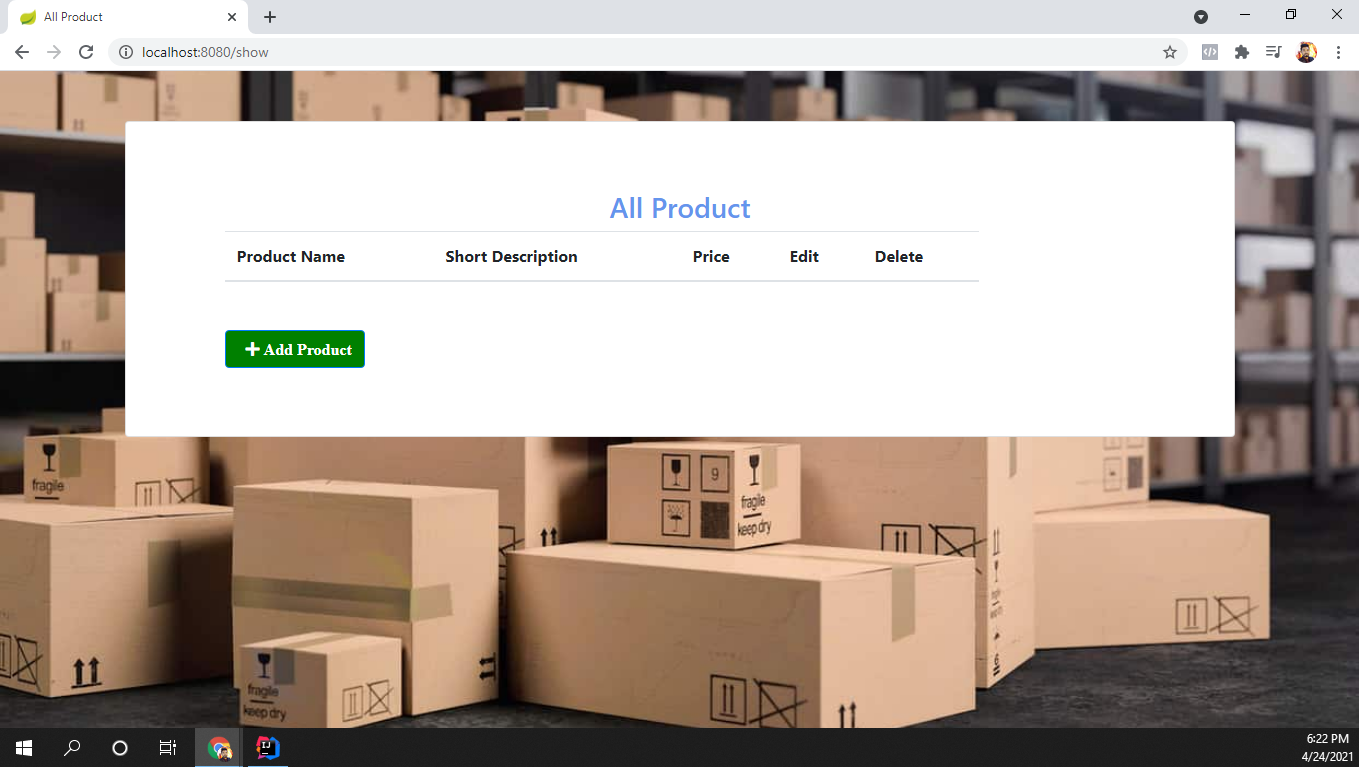 All Product
localhost:8080/show
All Product
Product Name Short Description Price Edit Delete
Add Product
fragile
9
fragile
keep dry
fragile
keep dry
6:22 PM
4/24/2021